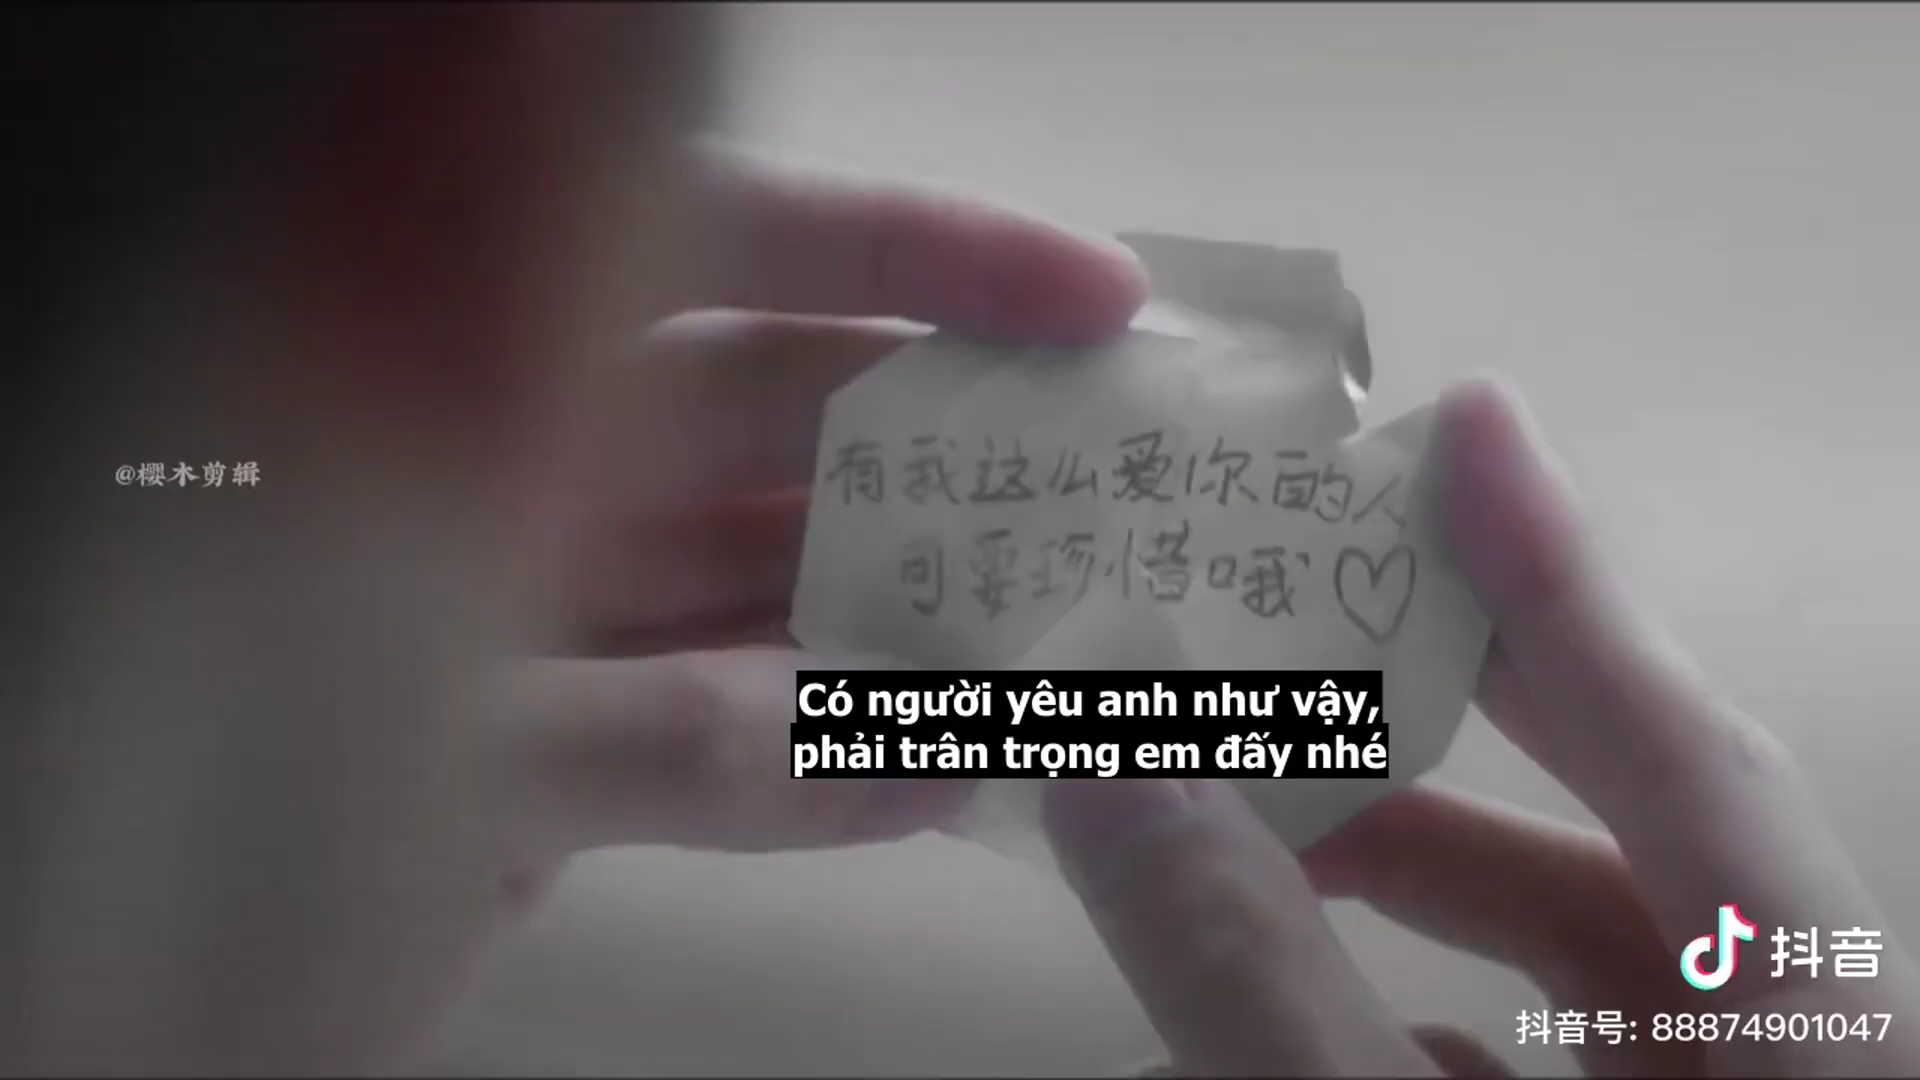 有我这么爱你的人
可要珍惜哦♡
@樱木剪辑
Có người yêu anh như vậy,
phải trân trọng em đấy nhé
抖音
抖音号: 88874901047